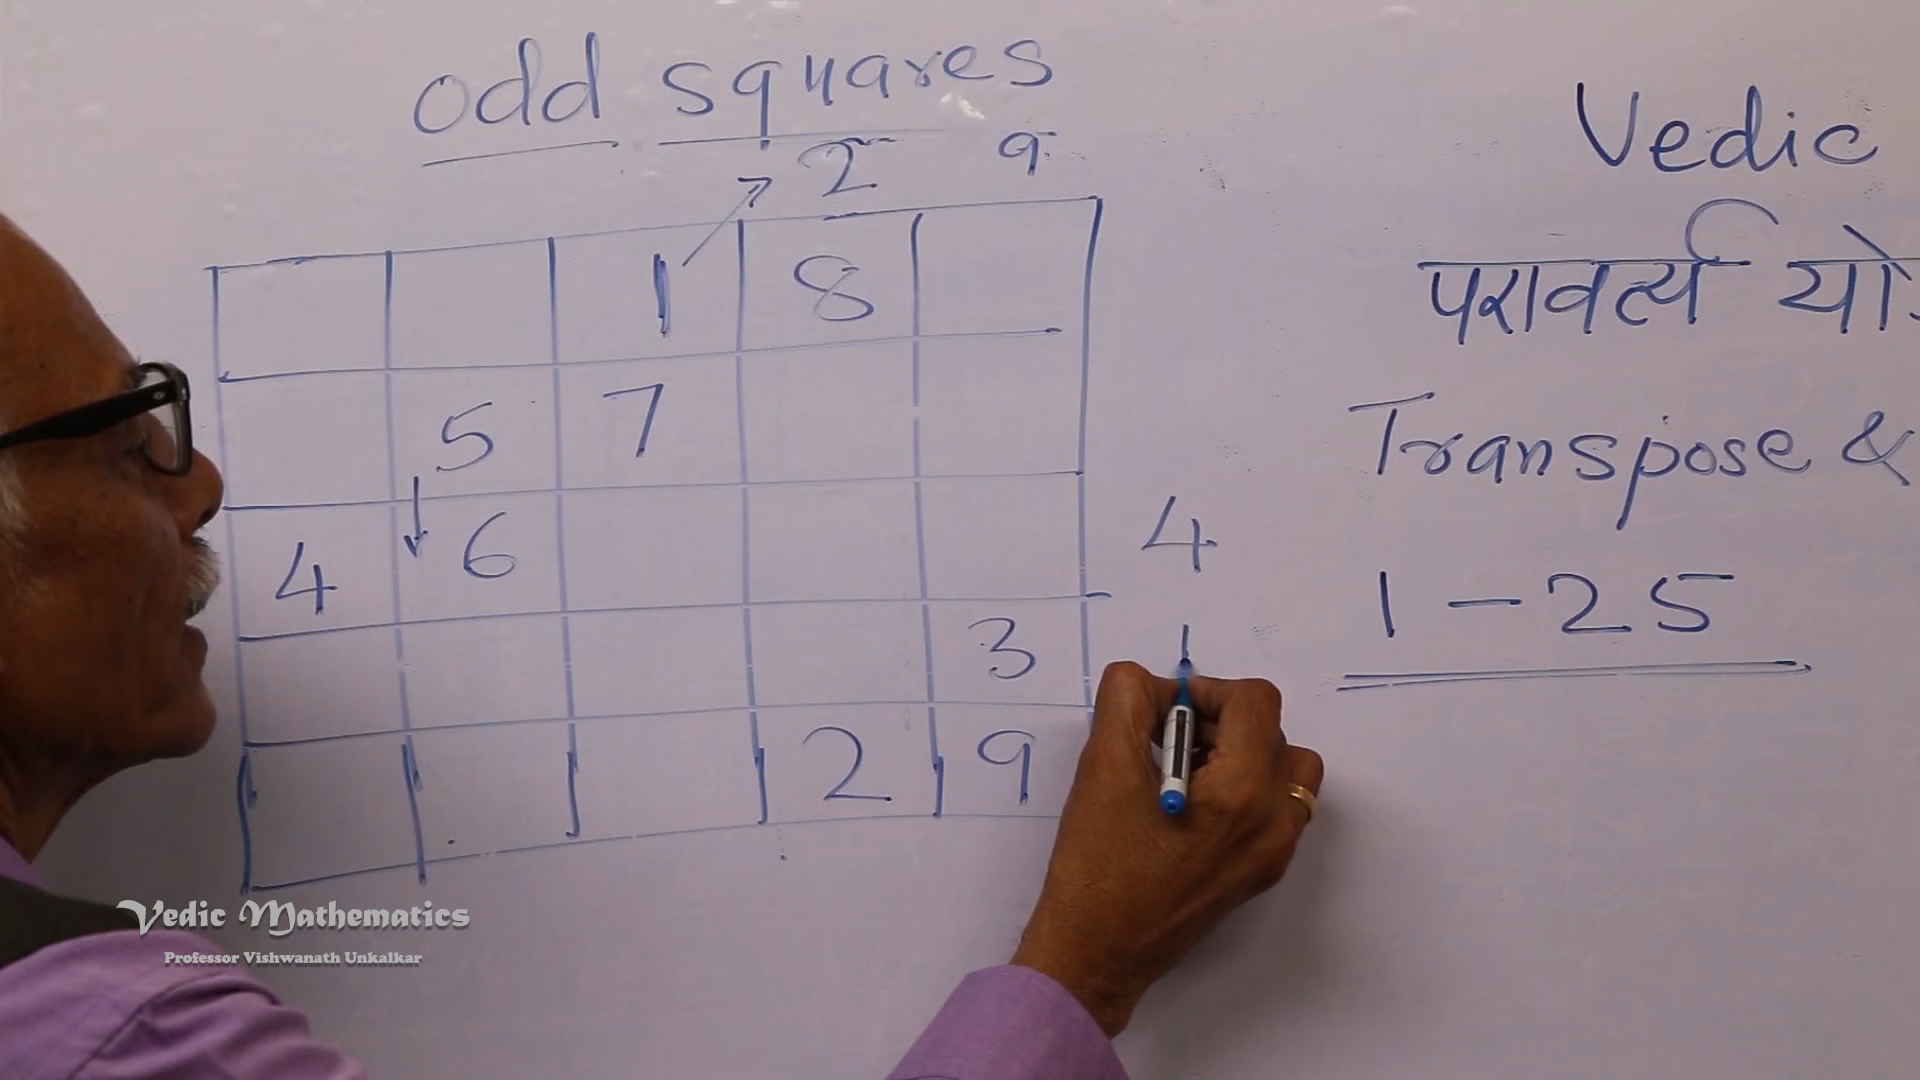 odd squares
2 9
1 8
5 7
4 6
4
3
2 9
Vedic
परावर्त्य
Transpose &
1 - 25
Vedic Mathematics
Professor Vishwanath Unkalkar